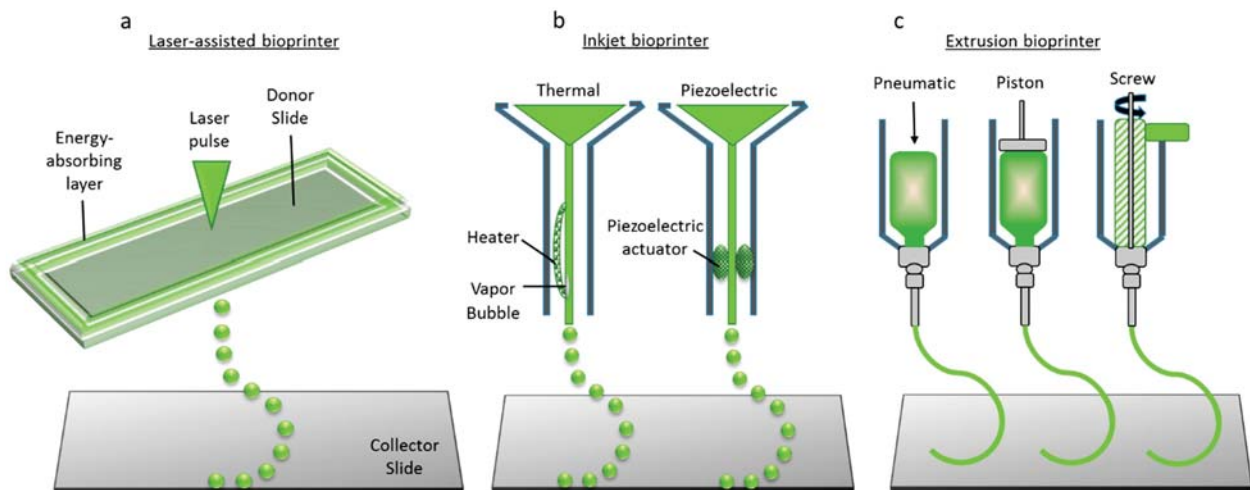 a
Laser-assisted bioprinter
Energy-
absorbing
layer
Laser
pulse
Donor
Slide
Collector
Slide
b
Inkjet bioprinter
Thermal
Piezoelectric
Heater
Vapor
Bubble
Piezoelectric
actuator
c
Extrusion bioprinter
Pneumatic
Piston
Screw